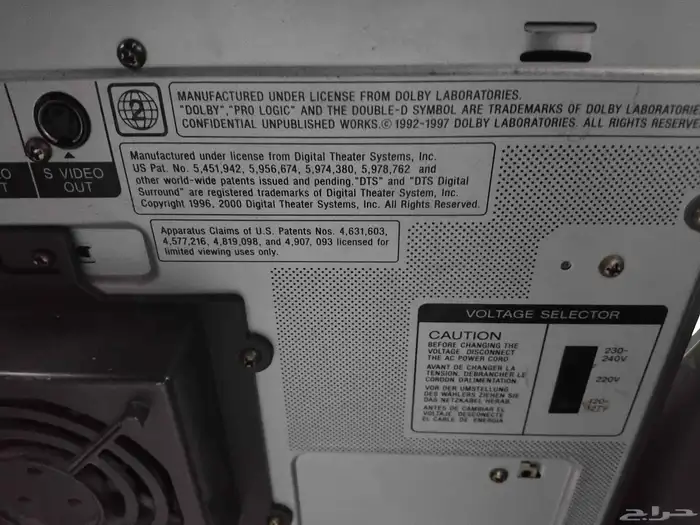 MANUFACTURED UNDER LICENSE FROM DOLBY LABORATORIES.
"DOLBY", "PRO LOGIC" AND THE DOUBLE-D SYMBOL ARE TRADEMARKS OF DOLBY LABORATORIE
CONFIDENTIAL UNPUBLISHED WORKS.© 1992-1997 DOLBY LABORATORIES. ALL RIGHTS RESERVE
2
S VIDEO
OUT
Manufactured under license from Digital Theater Systems, Inc.
US Pat. No. 5,451,942, 5,956,674, 5,974,380, 5,978,762 and
other world-wide patents issued and pending. "DTS" and "DTS Digital
Surround" are registered trademarks of Digital Theater System, Inc.
Copyright 1996, 2000 Digital Theater Systems, Inc. All Rights Reserved.
Apparatus Claims of U.S. Patent Nos. 4,631,603,
4,577,216, 4,819,098, and 4,907, 093 licensed for
limited viewing uses only.
VOLTAGE SELECTOR
CAUTION
BEFORE CHANGING THE
VOLTAGE. DISCONNECT
THE AC POWER CORD
AVANT DE CHANGER LA
TENSION. DEBRANCHER LE
CORDON D'ALIMENTATION
VOR DER UMSTELLUNG
DES WÄHLERS ZIEHEN SIE
DAS NETZKABEL HERAB.
ANTES DE CAMBIAR EL
VOLTAJE, DESCONECTE
EL CABLE DE ENERGIA
230-
240V
220V
حراج